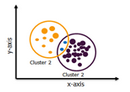 y-axis
Cluster 2
Cluster 2
x-axis